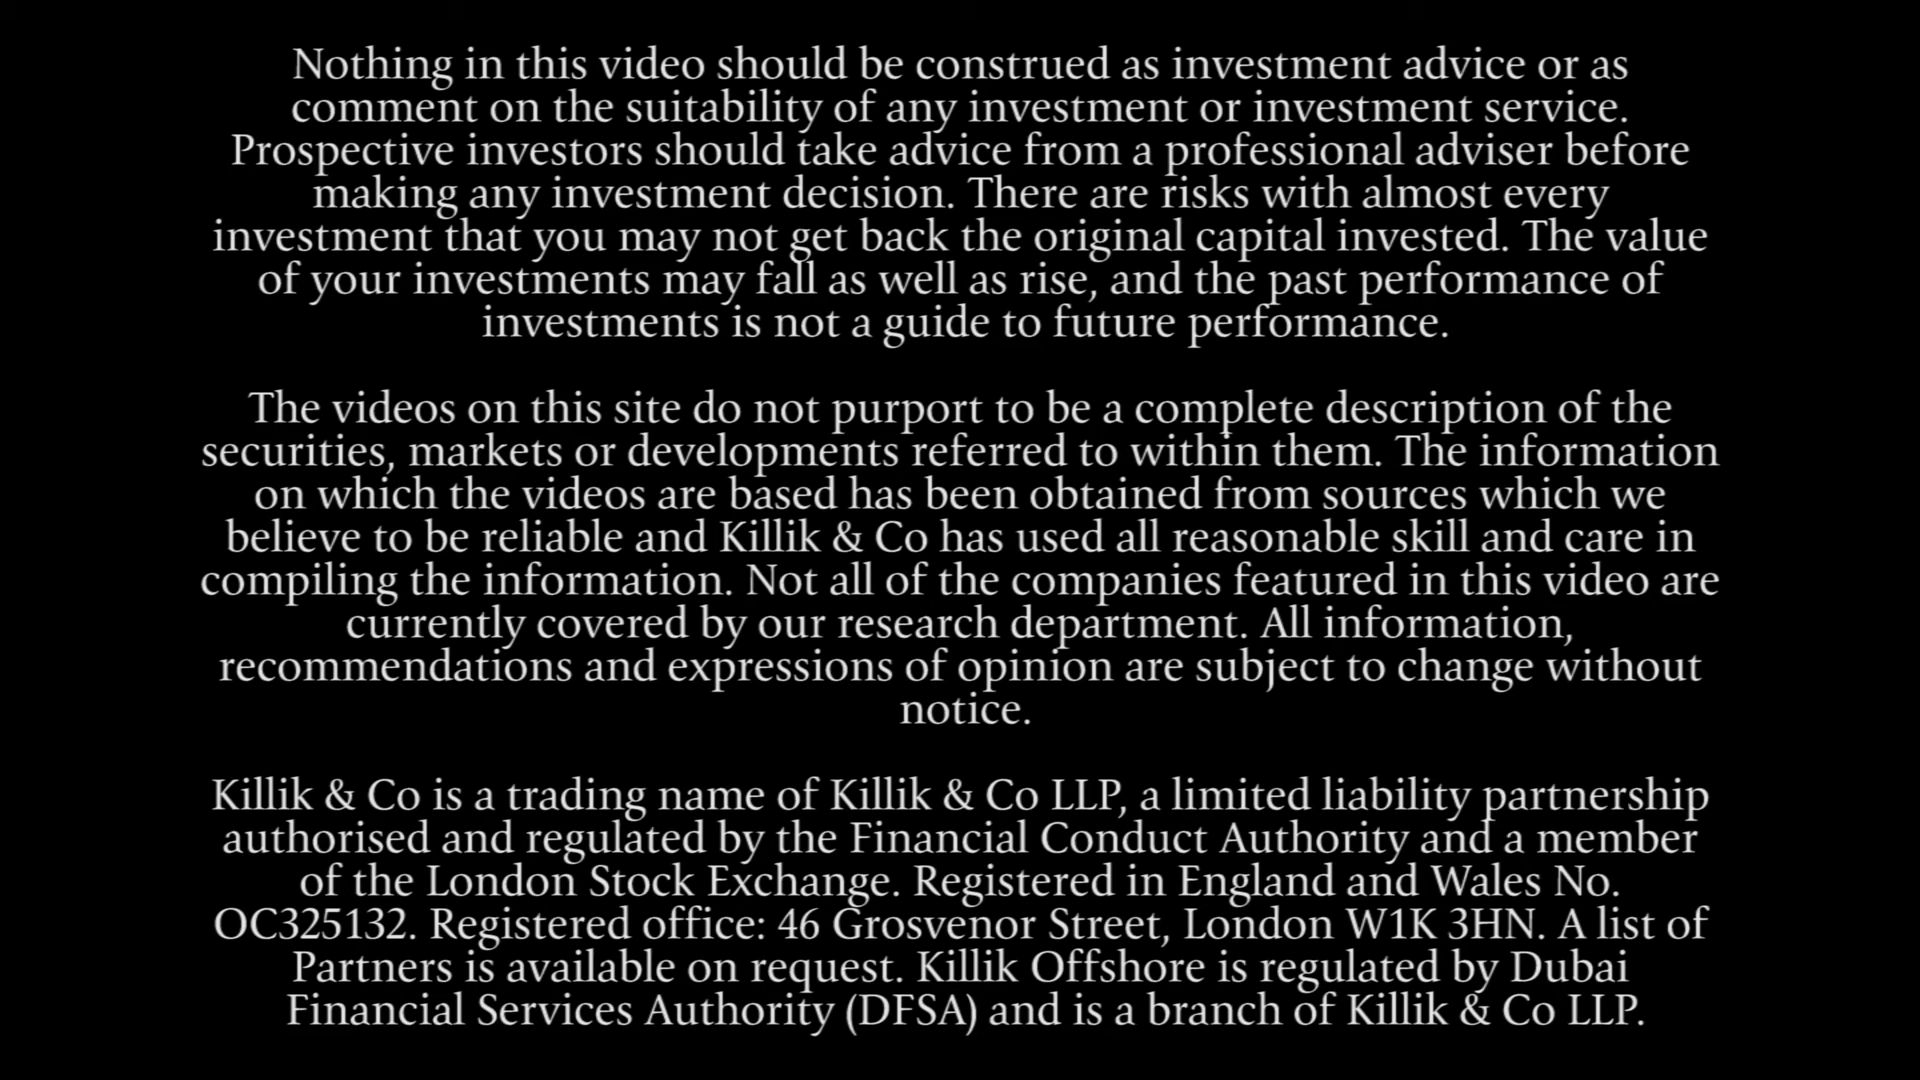 Nothing in this video should be construed as investment advice or as
comment on the suitability of any investment or investment service.
Prospective investors should take advice from a professional adviser before
making any investment decision. There are risks with almost every
investment that you may not get back the original capital invested. The value
of your investments may fall as well as rise, and the past performance of
investments is not a guide to future performance.
The videos on this site do not purport to be a complete description of the
securities, markets or developments referred to within them. The information
on which the videos are based has been obtained from sources which we
believe to be reliable and Killik & Co has used all reasonable skill and care in
compiling the information. Not all of the companies featured in this video are
currently covered by our research department. All information,
recommendations and expressions of opinion are subject to change without
notice.
Killik & Co is a trading name of Killik & Co LLP, a limited liability partnership
authorised and regulated by the Financial Conduct Authority and a member
of the London Stock Exchange. Registered in England and Wales No.
OC325132. Registered office: 46 Grosvenor Street, London W1K 3HN. A list of
Partners is available on request. Killik Offshore is regulated by Dubai
Financial Services Authority (DFSA) and is a branch of Killik & Co LLP.